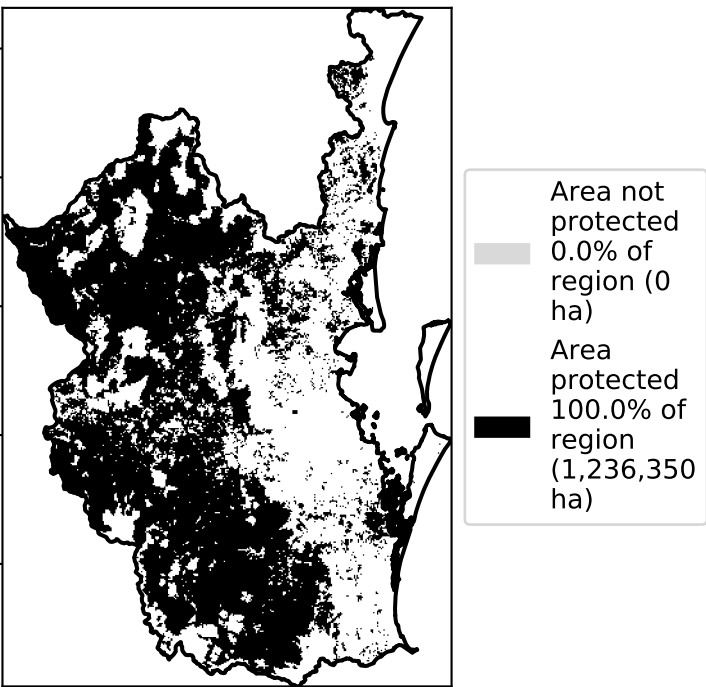 Area not
protected
0.0% of
region (0
ha)
Area
protected
100.0% of
region
(1,236,350
ha)